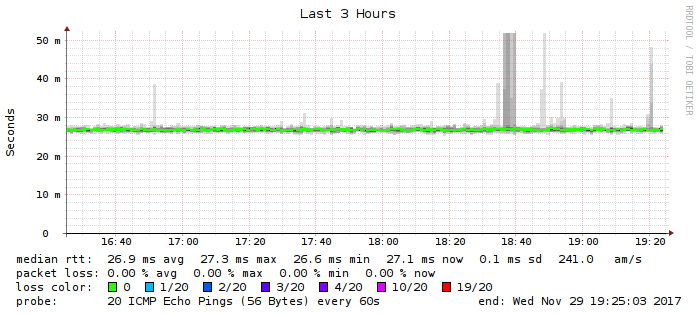 Last 3 Hours
RRDTOOL / TOBI OETIKER
Seconds
50 m
40 m
30 m
20 m
10 m
0
16:40 17:00 17:20 17:40 18:00 18:20 18:40 19:00 19:20
median rtt: 26.9 ms avg 27.3 ms max 26.6 ms min 27.1 ms now 0.1 ms sd 241.0 am/s
packet loss: 0.00 % avg 0.00 % max 0.00 % min 0.00 % now
loss color: 0 1/20 2/20 3/20 4/20 10/20 19/20
probe: 20 ICMP Echo Pings (56 Bytes) every 60s end: Wed Nov 29 19:25:03 2017